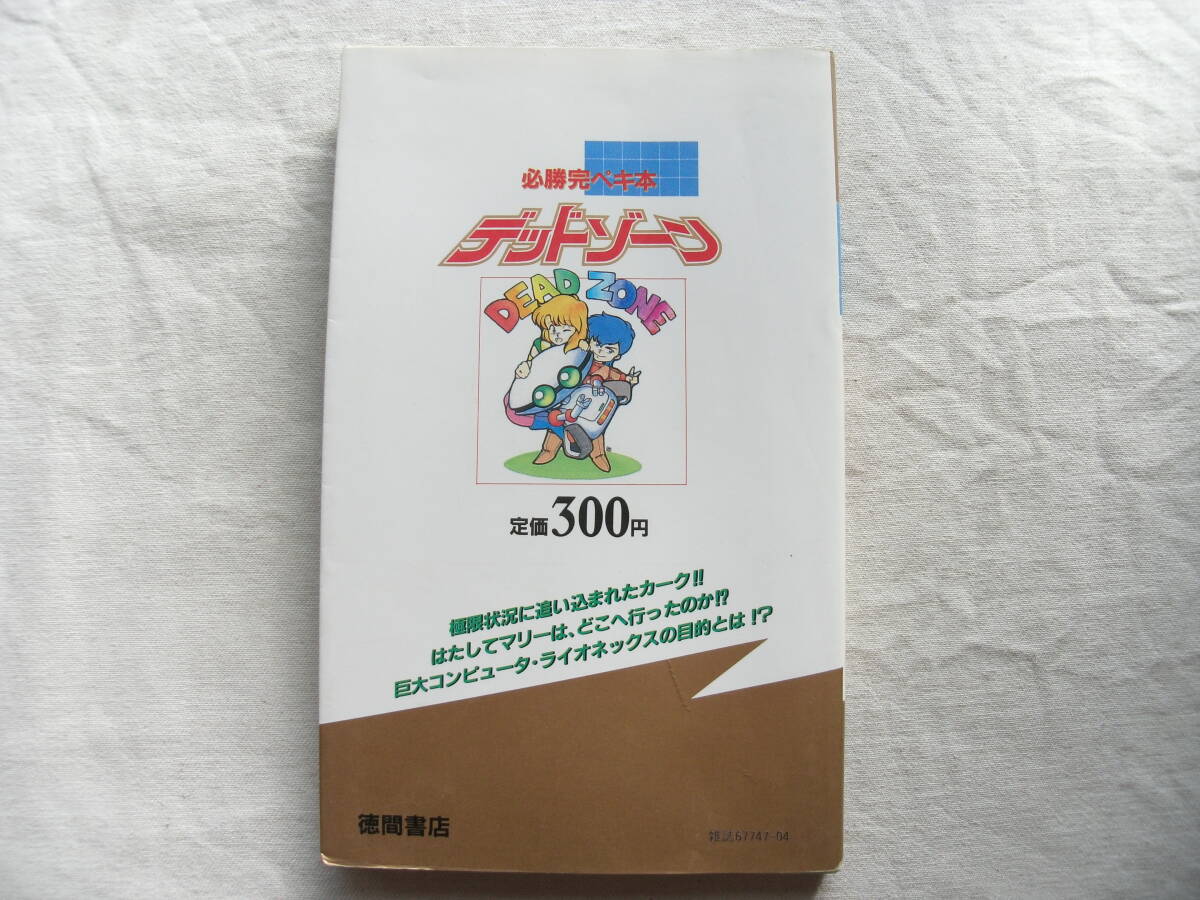 必勝完ペキ本
デッドゾーン
DEAD ZONE
定価300円
極限状況に追い込まれたカーク!!
はたしてマリーは、どこへ行ったのか!?
巨大コンピュータ・ライオネックスの目的とは!?
徳間書店
雑誌67747-04